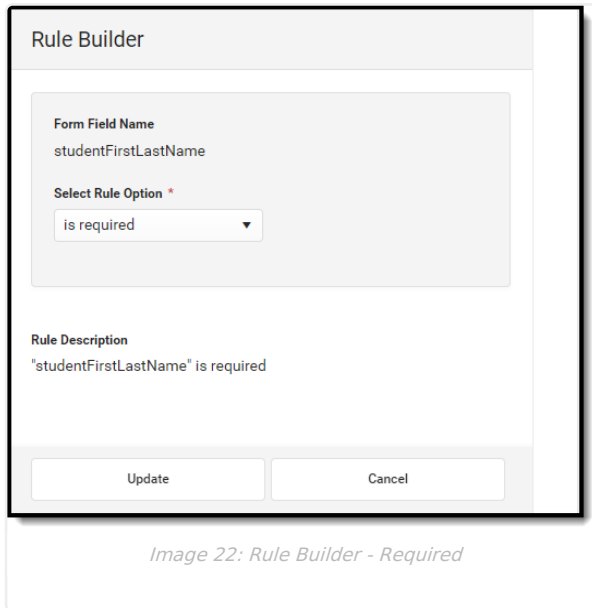 Rule Builder
Form Field Name
studentFirstLastName
Select Rule Option *
is required
Rule Description
"studentFirstLastName" is required
Update Cancel
Image 22: Rule Builder - Required